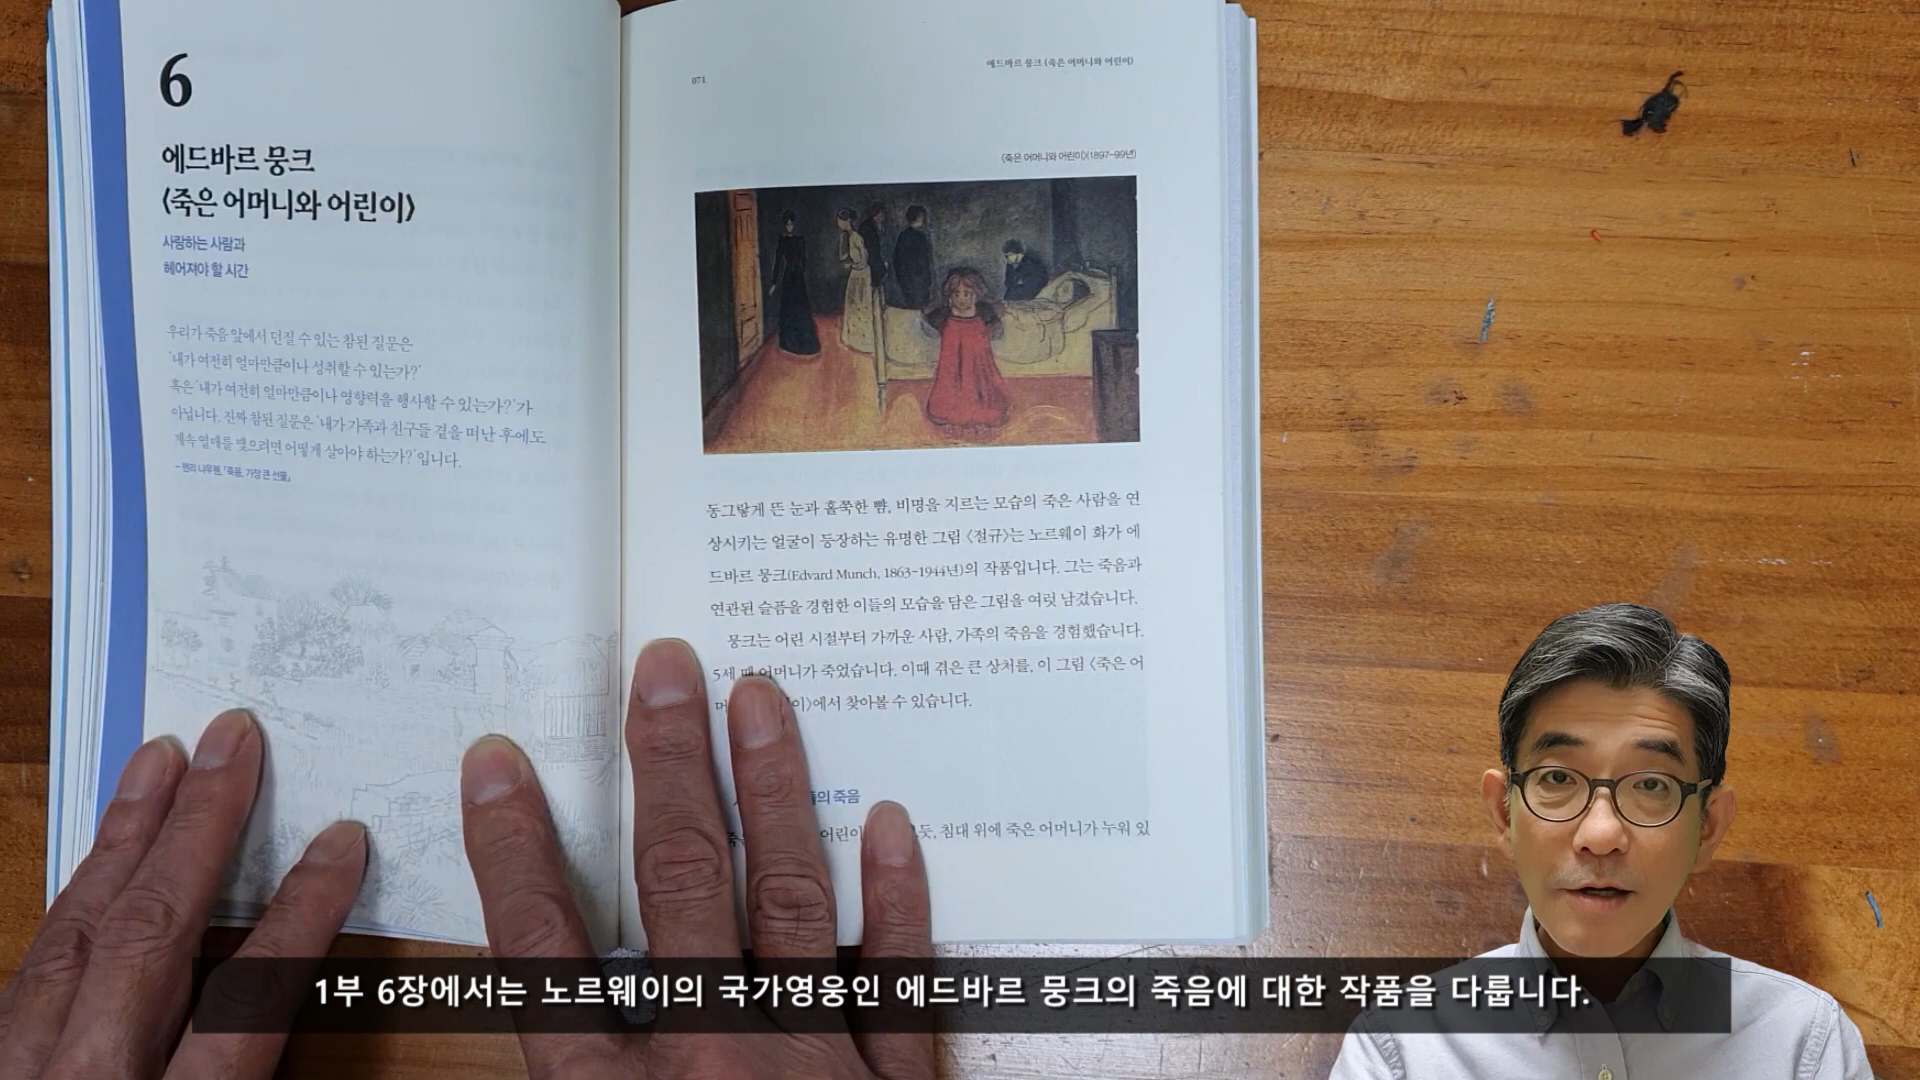 6
에드바르 뭉크
〈죽은 어머니와 어린이〉
사랑하는 사람과
헤어져야 할 시간
우리가 죽음 앞에서 던질 수 있는 참된 질문은
'내가 여전히 얼마만큼이나 성취할 수 있는가?'
혹은 '내가 여전히 얼마만큼이나 영향력을 행사할 수 있는가?'가
아닙니다. 진짜 참된 질문은 '내가 가족과 친구들 곁을 떠난 후에도
계속 열매를 맺으려면 어떻게 살아야 하는가?'입니다.
– 헨리 나우웬, 「죽음, 가장 큰 선물」
071
에드바르 뭉크 〈죽은 어머니와 어린이〉
〈죽은 어머니와 어린이〉(1897-99년)
동그랗게 뜬 눈과 홀쭉한 뺨, 비명을 지르는 모습의 죽은 사람을 연
상시키는 얼굴이 등장하는 유명한 그림 〈절규〉는 노르웨이 화가 에
드바르 뭉크(Edvard Munch, 1863-1944년)의 작품입니다. 그는 죽음과
연관된 슬픔을 경험한 이들의 모습을 담은 그림을 여럿 남겼습니다.
뭉크는 어린 시절부터 가까운 사람, 가족의 죽음을 경험했습니다.
5세 때 어머니가 죽었습니다. 이때 겪은 큰 상처를, 이 그림 〈죽은 어
이〉에서 찾아볼 수 있습니다.
의 죽음
어린이 듯, 침대 위에 죽은 어머니가 누워 있
1부 6장에서는 노르웨이의 국가영웅인 에드바르 뭉크의 죽음에 대한 작품을 다룹니다.